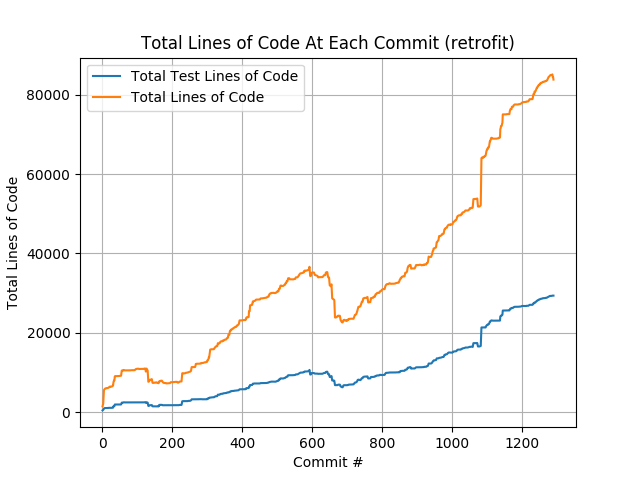 Total Lines of Code At Each Commit (retrofit)
Total Test Lines of Code
Total Lines of Code
80000
60000
40000
20000
0
Total Lines of Code
0 200 400 600 800 1000 1200
Commit #